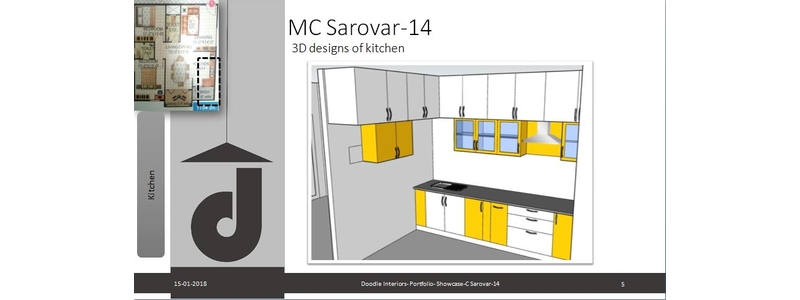 MC Sarovar-14
3D designs of kitchen
Kitchen
15-01-2018
Doodle Interiors- Portfolio- Showcase-C Sarovar-14
5